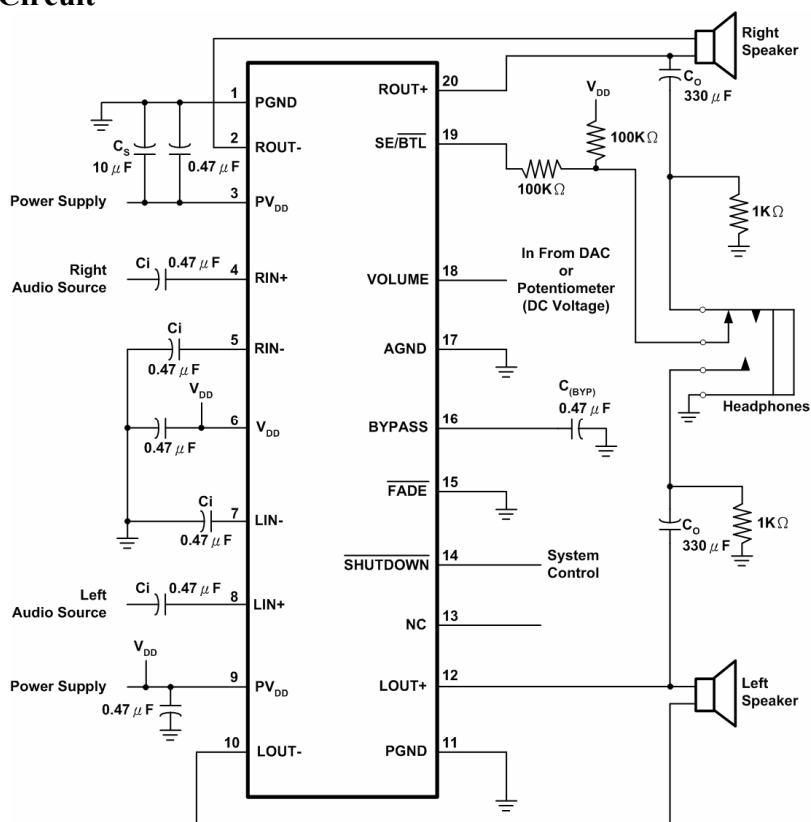 Circuit
Right
Speaker
1 PGND
2 ROUT-
3 PV_DD
4 RIN+
5 RIN-
6 V_DD
7 LIN-
8 LIN+
9 PV_DD
10 LOUT-
ROUT+ 20
SE/BTL 19
VOLUME 18
AGND 17
BYPASS 16
FADE 15
SHUTDOWN 14
NC 13
LOUT+ 12
PGND 11
C_S
10 μF
0.47 μF
Power Supply
Right
Audio Source
Ci 0.47 μF
Ci
0.47 μF
V_DD
0.47 μF
Ci
0.47 μF
Left
Audio Source
Ci 0.47 μF
V_DD
Power Supply
0.47 μF
V_DD
100KΩ
100KΩ
C_O
330 μF
1KΩ
In From DAC
or
Potentiometer
(DC Voltage)
C_(BYP)
0.47 μF
Headphones
System
Control
C_O
330 μF
1KΩ
Left
Speaker